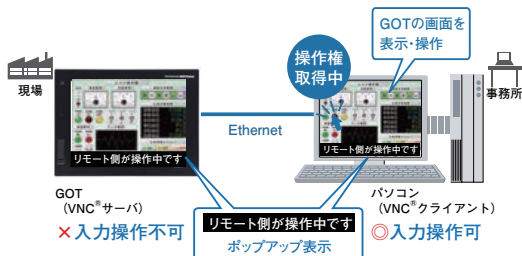 GOTの画面を
表示・操作
操作権
取得中
現場
事務所
Ethernet
リモート側が操作中です
リモート側が操作中です
GOT
（VNC®サーバ）
×入力操作不可
パソコン
（VNC®クライアント）
◎入力操作可
リモート側が操作中です
ポップアップ表示